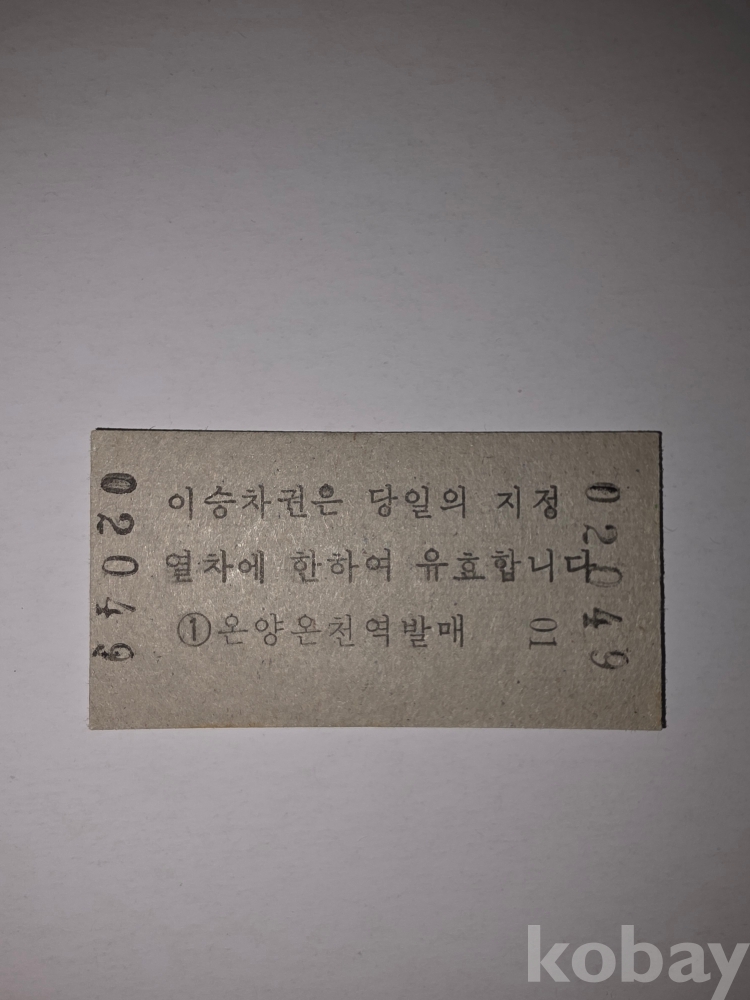 02049
이승차권은 당일의 지정
열차에 한하여 유효합니다
①온양온천역발매 01
02049
kobay